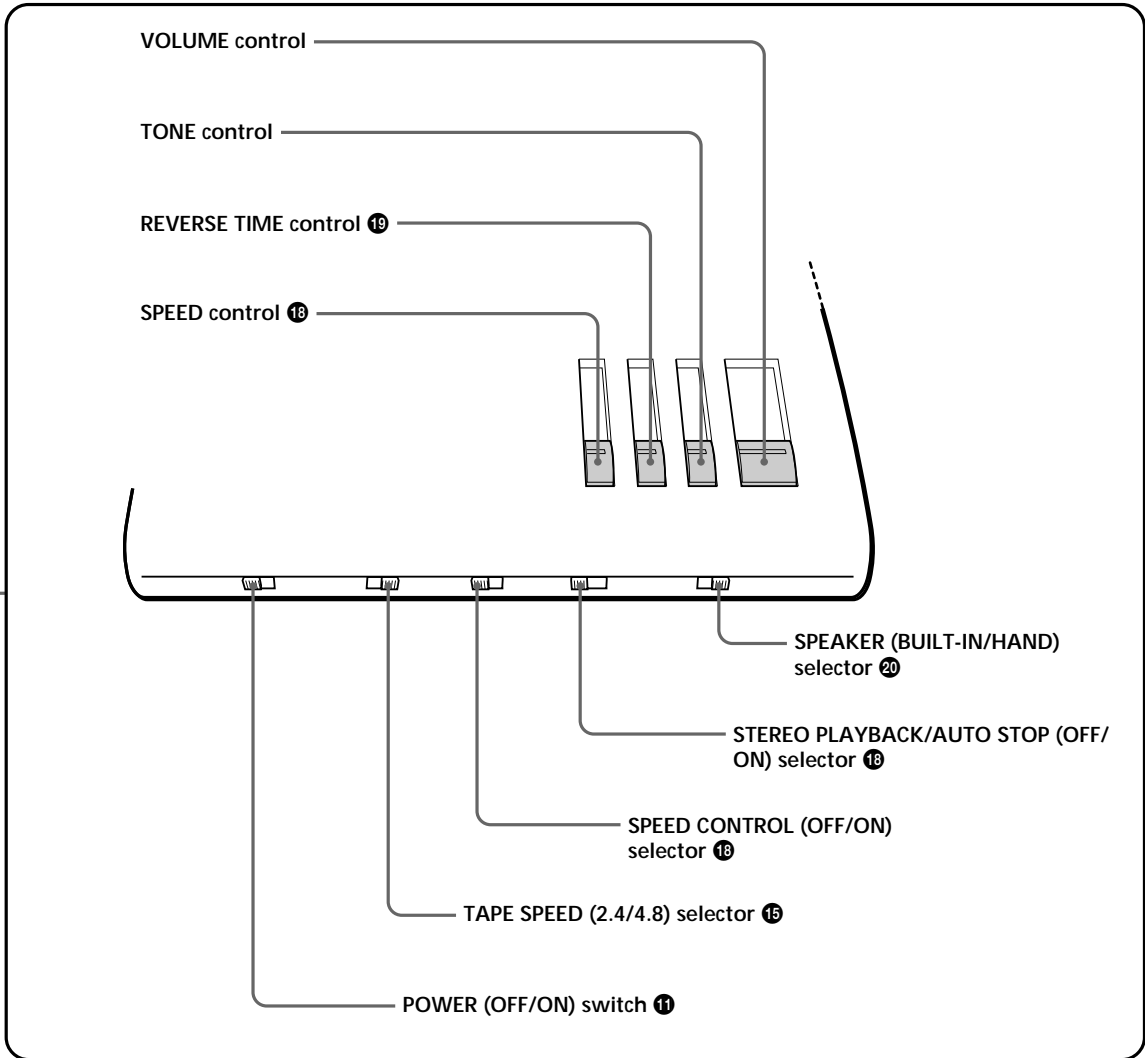 VOLUME control
TONE control
REVERSE TIME control ⓳
SPEED control ⓲
SPEAKER (BUILT-IN/HAND)
selector ⓴
STEREO PLAYBACK/AUTO STOP (OFF/
ON) selector ⓲
SPEED CONTROL (OFF/ON)
selector ⓲
TAPE SPEED (2.4/4.8) selector ⓯
POWER (OFF/ON) switch ⓫